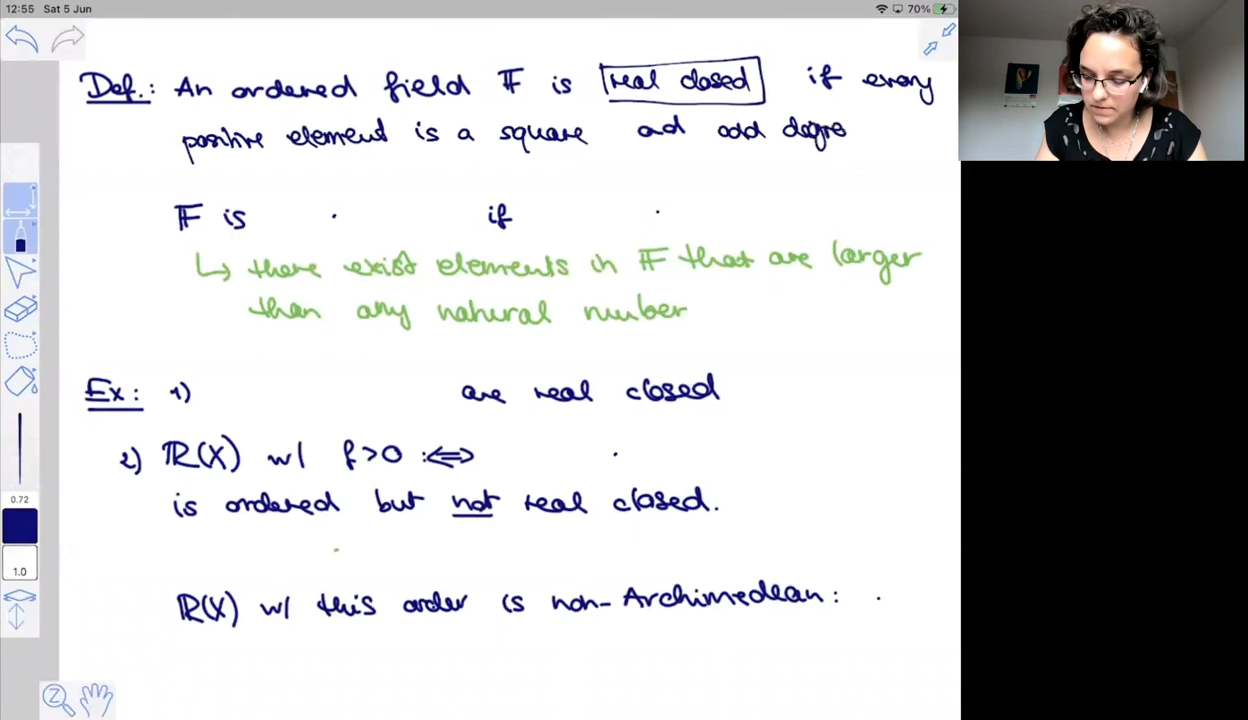 12:55 Sat 5 Jun 70%
Def.: An ordered field 𝔽 is real closed if every
positive element is a square and odd degre
𝔽 is if
↳ there exist elements in 𝔽 that are larger
than any natural number
Ex: 1) are real closed
2) ℝ(X) w/ f>0 :⇔
is ordered but not real closed.
ℝ(X) w/ this order is non-Archimedean:
0.72
1.0